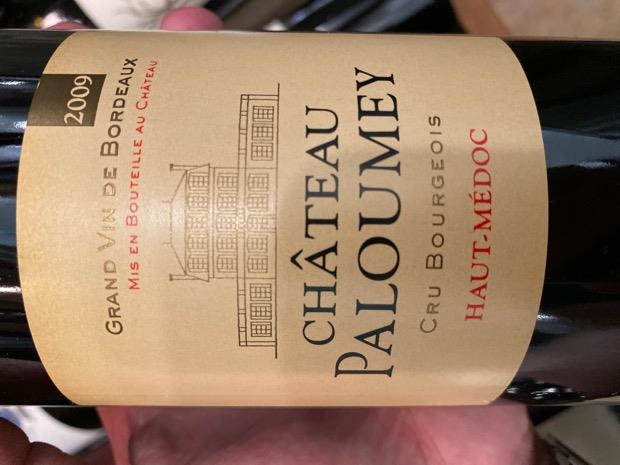 2009
GRAND VIN DE BORDEAUX
MIS EN BOUTEILLE AU CHÂTEAU
CHÂTEAU
PALOUMEY
CRU BOURGEOIS
HAUT-MÉDOC